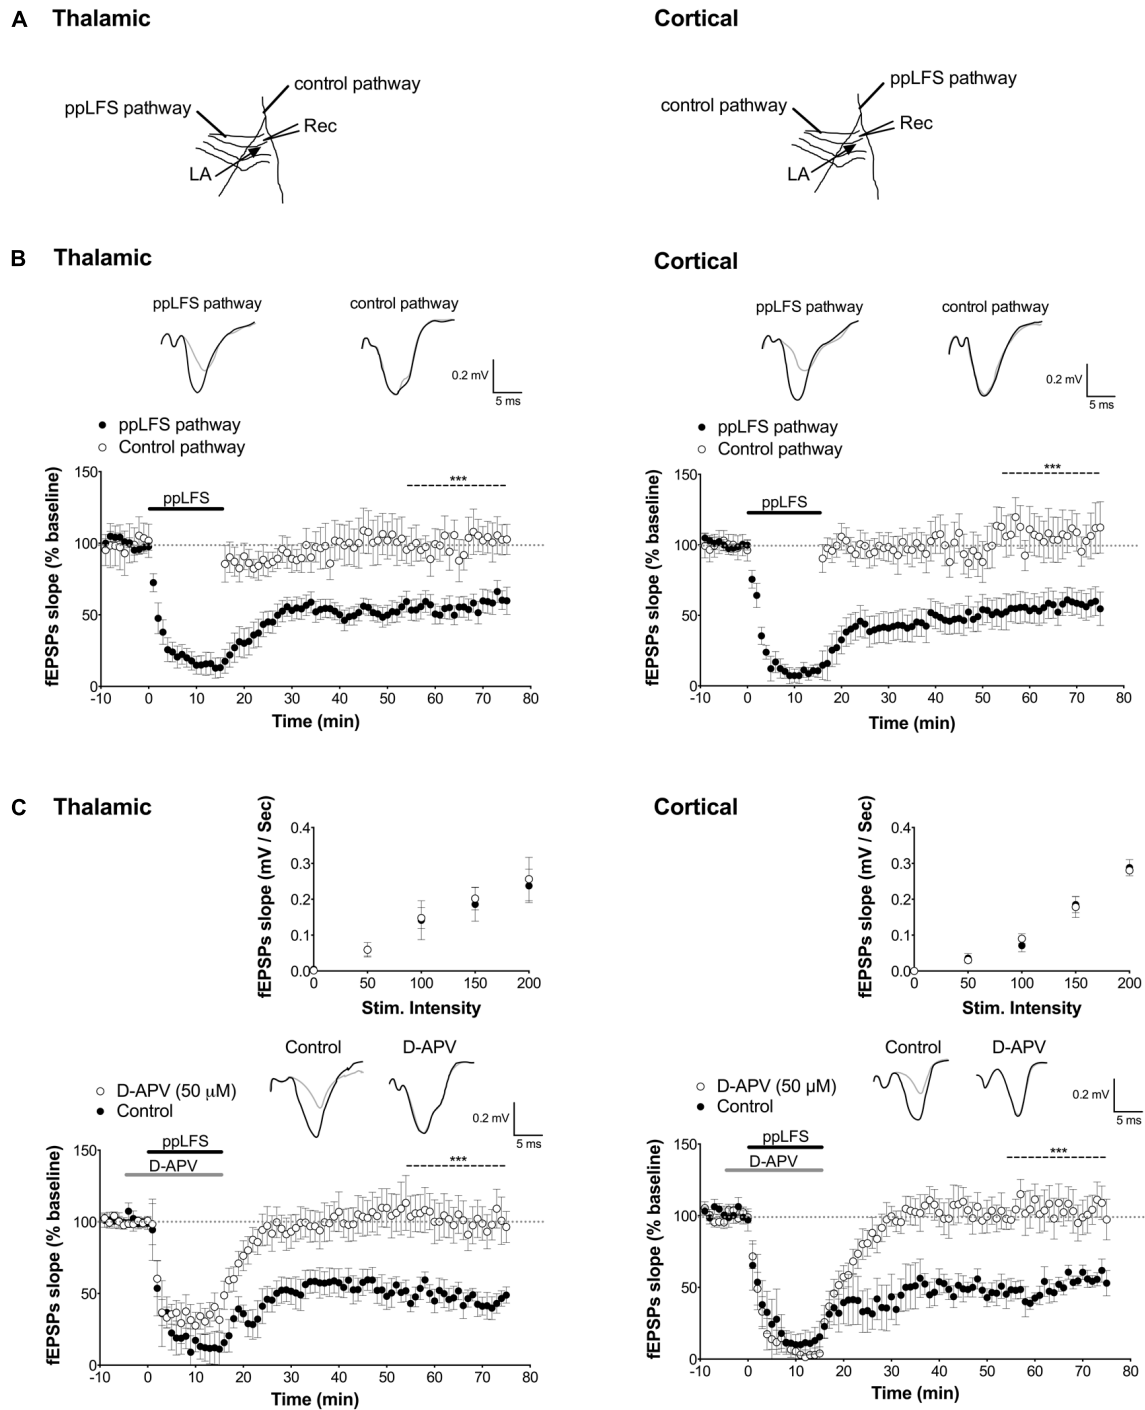 A Thalamic
Cortical
control pathway
ppLFS pathway
Rec
LA
ppLFS pathway
control pathway
Rec
LA
B Thalamic
Cortical
ppLFS pathway
control pathway
0.2 mV
5 ms
ppLFS pathway
Control pathway
fEPSPs slope (% baseline)
150
100
50
0
ppLFS
***
-10 0 10 20 30 40 50 60 70 80
Time (min)
ppLFS pathway
control pathway
0.2 mV
5 ms
ppLFS pathway
Control pathway
fEPSPs slope (% baseline)
150
100
50
0
ppLFS
***
-10 0 10 20 30 40 50 60 70 80
Time (min)
C Thalamic
Cortical
fEPSPs slope (mV / Sec)
0.4
0.3
0.2
0.1
0.0
0 50 100 150 200
Stim. Intensity
fEPSPs slope (mV / Sec)
0.4
0.3
0.2
0.1
0.0
0 50 100 150 200
Stim. Intensity
Control
D-APV
D-APV (50 μM)
Control
0.2 mV
5 ms
fEPSPs slope (% baseline)
150
100
50
0
ppLFS
D-APV
***
-10 0 10 20 30 40 50 60 70 80
Time (min)
Control
D-APV
D-APV (50 μM)
Control
0.2 mV
5 ms
fEPSPs slope (% baseline)
150
100
50
0
ppLFS
D-APV
***
-10 0 10 20 30 40 50 60 70 80
Time (min)